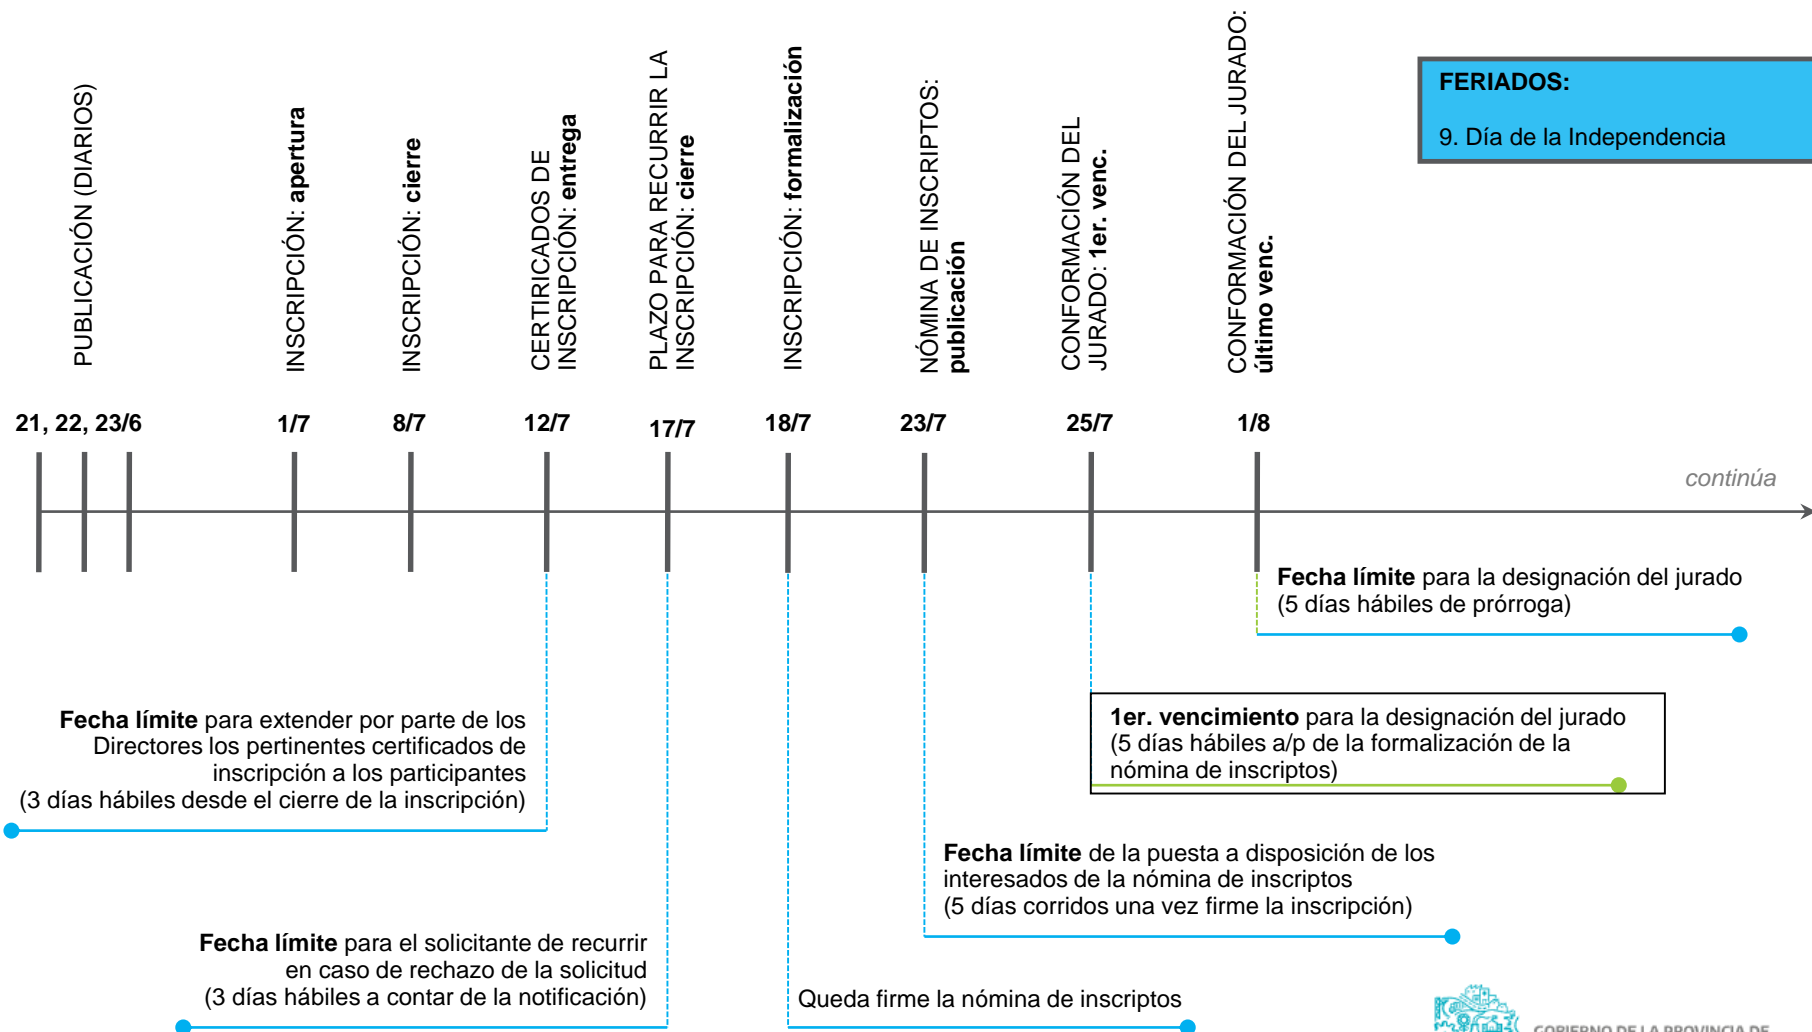 PUBLICACIÓN (DIARIOS)
INSCRIPCIÓN: apertura
INSCRIPCIÓN: cierre
CERTIRICADOS DE
INSCRIPCIÓN: entrega
PLAZO PARA RECURRIR LA
INSCRIPCIÓN: cierre
INSCRIPCIÓN: formalización
NÓMINA DE INSCRIPTOS:
publicación
CONFORMACIÓN DEL
JURADO: 1er. venc.
CONFORMACIÓN DEL JURADO:
último venc.
FERIADOS:
9. Día de la Independencia
21, 22, 23/6
1/7
8/7
12/7
17/7
18/7
23/7
25/7
1/8
continúa
Fecha límite para la designación del jurado
(5 días hábiles de prórroga)
1er. vencimiento para la designación del jurado
(5 días hábiles a/p de la formalización de la
nómina de inscriptos)
Fecha límite para extender por parte de los
Directores los pertinentes certificados de
inscripción a los participantes
(3 días hábiles desde el cierre de la inscripción)
Fecha límite de la puesta a disposición de los
interesados de la nómina de inscriptos
(5 días corridos una vez firme la inscripción)
Fecha límite para el solicitante de recurrir
en caso de rechazo de la solicitud
(3 días hábiles a contar de la notificación)
Queda firme la nómina de inscriptos
GOBIERNO DE LA PROVINCIA DE